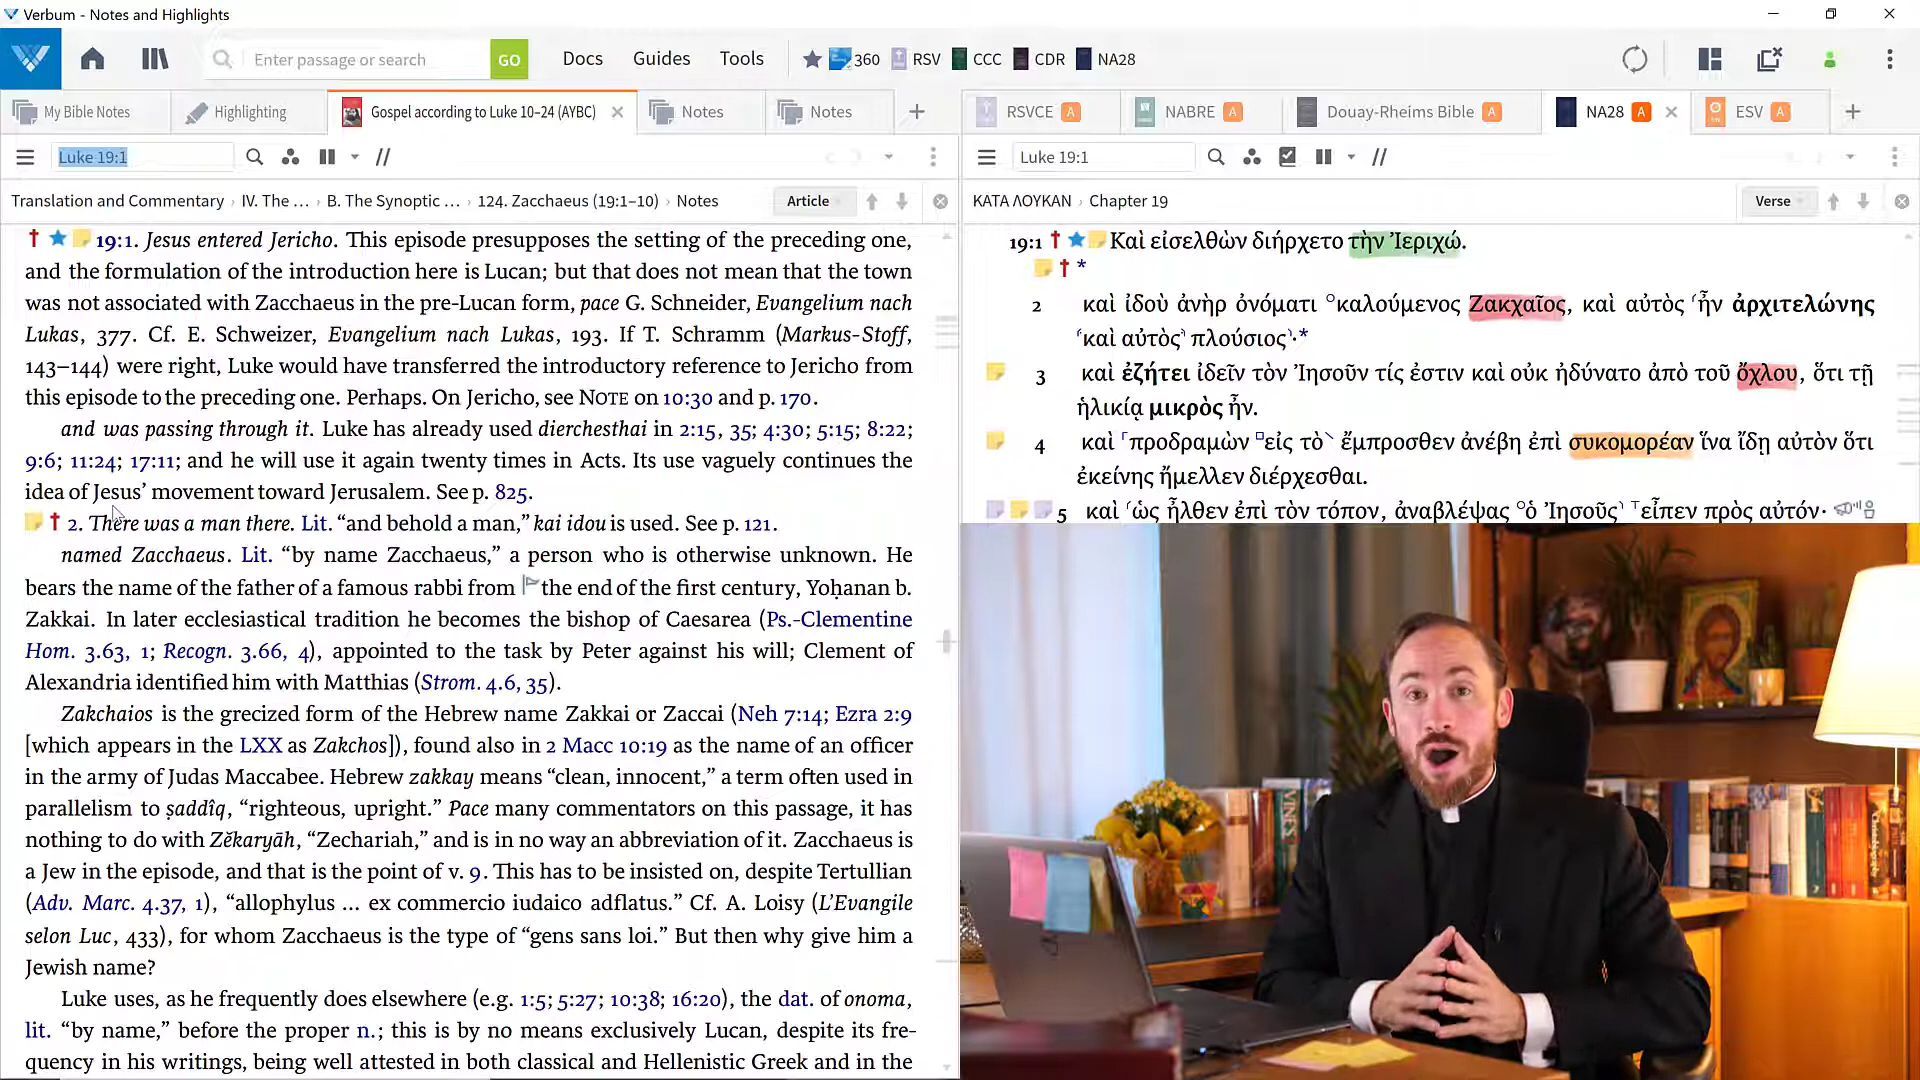 Verbum - Notes and Highlights
Enter passage or search
GO
Docs
Guides
Tools
360
RSV
CCC
CDR
NA28
My Bible Notes
Highlighting
Gospel according to Luke 10–24 (AYBC)
Notes
Notes
RSVCE A
NABRE A
Douay-Rheims Bible A
NA28 A
ESV A
Luke 19:1
Translation and Commentary › IV. The ... › B. The Synoptic ... › 124. Zacchaeus (19:1–10) › Notes
Article
19:1. Jesus entered Jericho. This episode presupposes the setting of the preceding one,
and the formulation of the introduction here is Lucan; but that does not mean that the town
was not associated with Zacchaeus in the pre-Lucan form, pace G. Schneider, Evangelium nach
Lukas, 377. Cf. E. Schweizer, Evangelium nach Lukas, 193. If T. Schramm (Markus-Stoff,
143–144) were right, Luke would have transferred the introductory reference to Jericho from
this episode to the preceding one. Perhaps. On Jericho, see NOTE on 10:30 and p. 170.
and was passing through it. Luke has already used dierchesthai in 2:15, 35; 4:30; 5:15; 8:22;
9:6; 11:24; 17:11; and he will use it again twenty times in Acts. Its use vaguely continues the
idea of Jesus’ movement toward Jerusalem. See p. 825.
2. There was a man there. Lit. “and behold a man,” kai idou is used. See p. 121.
named Zacchaeus. Lit. “by name Zacchaeus,” a person who is otherwise unknown. He
bears the name of the father of a famous rabbi from the end of the first century, Yoḥanan b.
Zakkai. In later ecclesiastical tradition he becomes the bishop of Caesarea (Ps.-Clementine
Hom. 3.63, 1; Recogn. 3.66, 4), appointed to the task by Peter against his will; Clement of
Alexandria identified him with Matthias (Strom. 4.6, 35).
Zakchaios is the grecized form of the Hebrew name Zakkai or Zaccai (Neh 7:14; Ezra 2:9
[which appears in the LXX as Zakchos]), found also in 2 Macc 10:19 as the name of an officer
in the army of Judas Maccabee. Hebrew zakkay means “clean, innocent,” a term often used in
parallelism to ṣaddîq, “righteous, upright.” Pace many commentators on this passage, it has
nothing to do with Zĕkaryāh, “Zechariah,” and is in no way an abbreviation of it. Zacchaeus is
a Jew in the episode, and that is the point of v. 9. This has to be insisted on, despite Tertullian
(Adv. Marc. 4.37, 1), “allophylus ... ex commercio iudaico adflatus.” Cf. A. Loisy (L’Evangile
selon Luc, 433), for whom Zacchaeus is the type of “gens sans loi.” But then why give him a
Jewish name?
Luke uses, as he frequently does elsewhere (e.g. 1:5; 5:27; 10:38; 16:20), the dat. of onoma,
lit. “by name,” before the proper n.; this is by no means exclusively Lucan, despite its fre-
quency in his writings, being well attested in both classical and Hellenistic Greek and in the
Luke 19:1
ΚΑΤΑ ΛΟΥΚΑΝ › Chapter 19
Verse
19:1 Καὶ εἰσελθὼν διήρχετο τὴν Ἰεριχώ.
*
2 καὶ ἰδοὺ ἀνὴρ ὀνόματι °καλούμενος Ζακχαῖος, καὶ αὐτὸς ⸀ἦν ἀρχιτελώνης
⸂καὶ αὐτὸς⸃ πλούσιος·*
3 καὶ ἐζήτει ἰδεῖν τὸν Ἰησοῦν τίς ἐστιν καὶ οὐκ ἠδύνατο ἀπὸ τοῦ ὄχλου, ὅτι τῇ
ἡλικίᾳ μικρὸς ἦν.
4 καὶ ⸀προδραμὼν ⸋εἰς τὸ⸌ ἔμπροσθεν ἀνέβη ἐπὶ συκομορέαν ἵνα ἴδῃ αὐτὸν ὅτι
ἐκείνης ἤμελλεν διέρχεσθαι.
5 καὶ ⸂ὡς ἦλθεν ἐπὶ τὸν τόπον, ἀναβλέψας °ὁ Ἰησοῦς⸃ ⸆εἶπεν πρὸς αὐτόν·
VINES